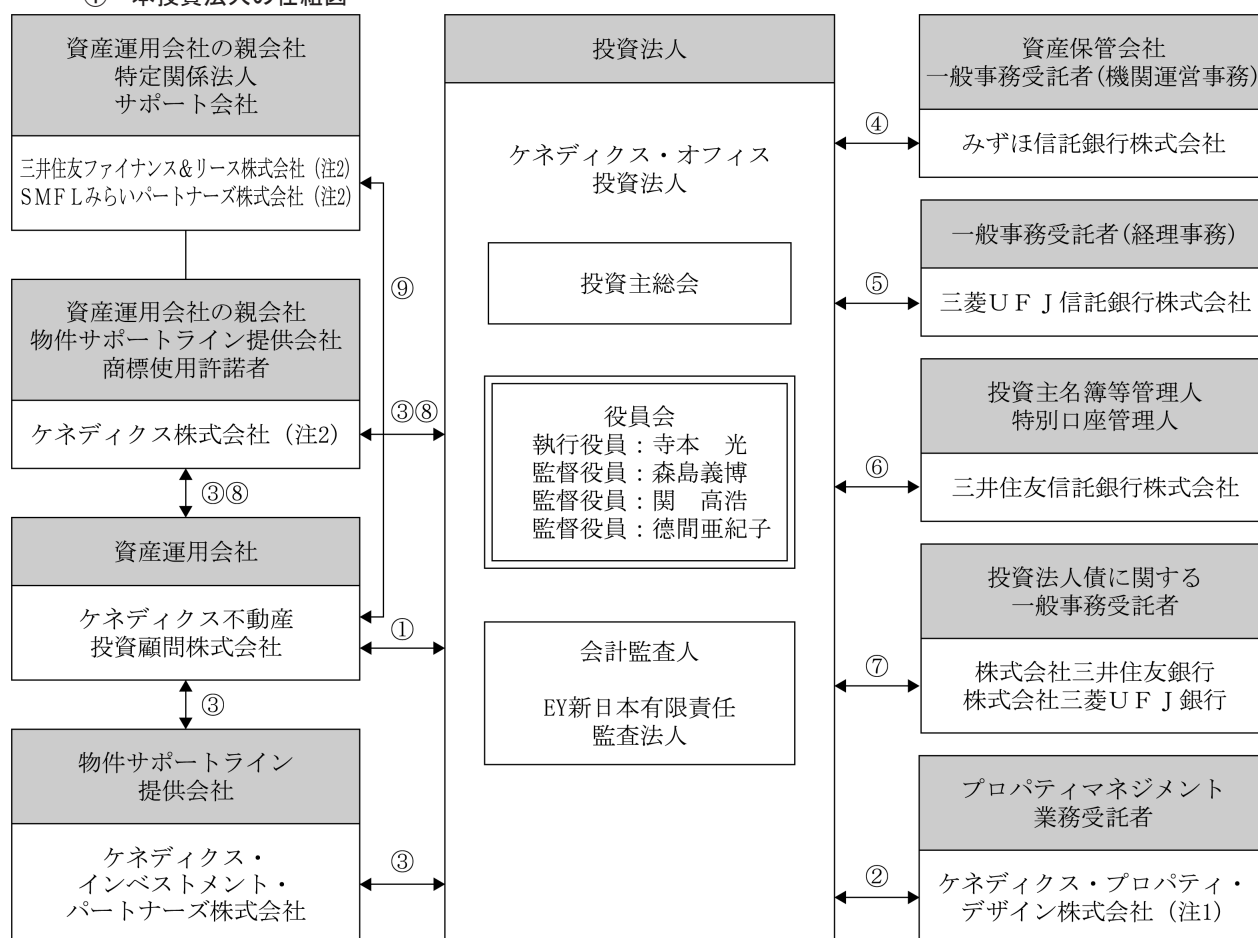 ① 本投資法人の仕組図
資産運用会社の親会社
特定関係法人
サポート会社
三井住友ファイナンス&リース株式会社(注2)
SMFLみらいパートナーズ株式会社(注2)
資産運用会社の親会社
物件サポートライン提供会社
商標使用許諾者
ケネディクス株式会社(注2)
③⑧
資産運用会社
ケネディクス不動産
投資顧問株式会社
③
物件サポートライン
提供会社
ケネディクス・
インベストメント・
パートナーズ株式会社
⑨
③⑧
①
③
投資法人
ケネディクス・オフィス
投資法人
投資主総会
役員会
執行役員:寺本 光
監督役員:森島義博
監督役員:関 高浩
監督役員:德間亜紀子
会計監査人
EY新日本有限責任
監査法人
④
⑤
⑥
⑦
②
資産保管会社
一般事務受託者(機関運営事務)
みずほ信託銀行株式会社
一般事務受託者(経理事務)
三菱UFJ信託銀行株式会社
投資主名簿等管理人
特別口座管理人
三井住友信託銀行株式会社
投資法人債に関する
一般事務受託者
株式会社三井住友銀行
株式会社三菱UFJ銀行
プロパティマネジメント
業務受託者
ケネディクス・プロパティ・
デザイン株式会社(注1)